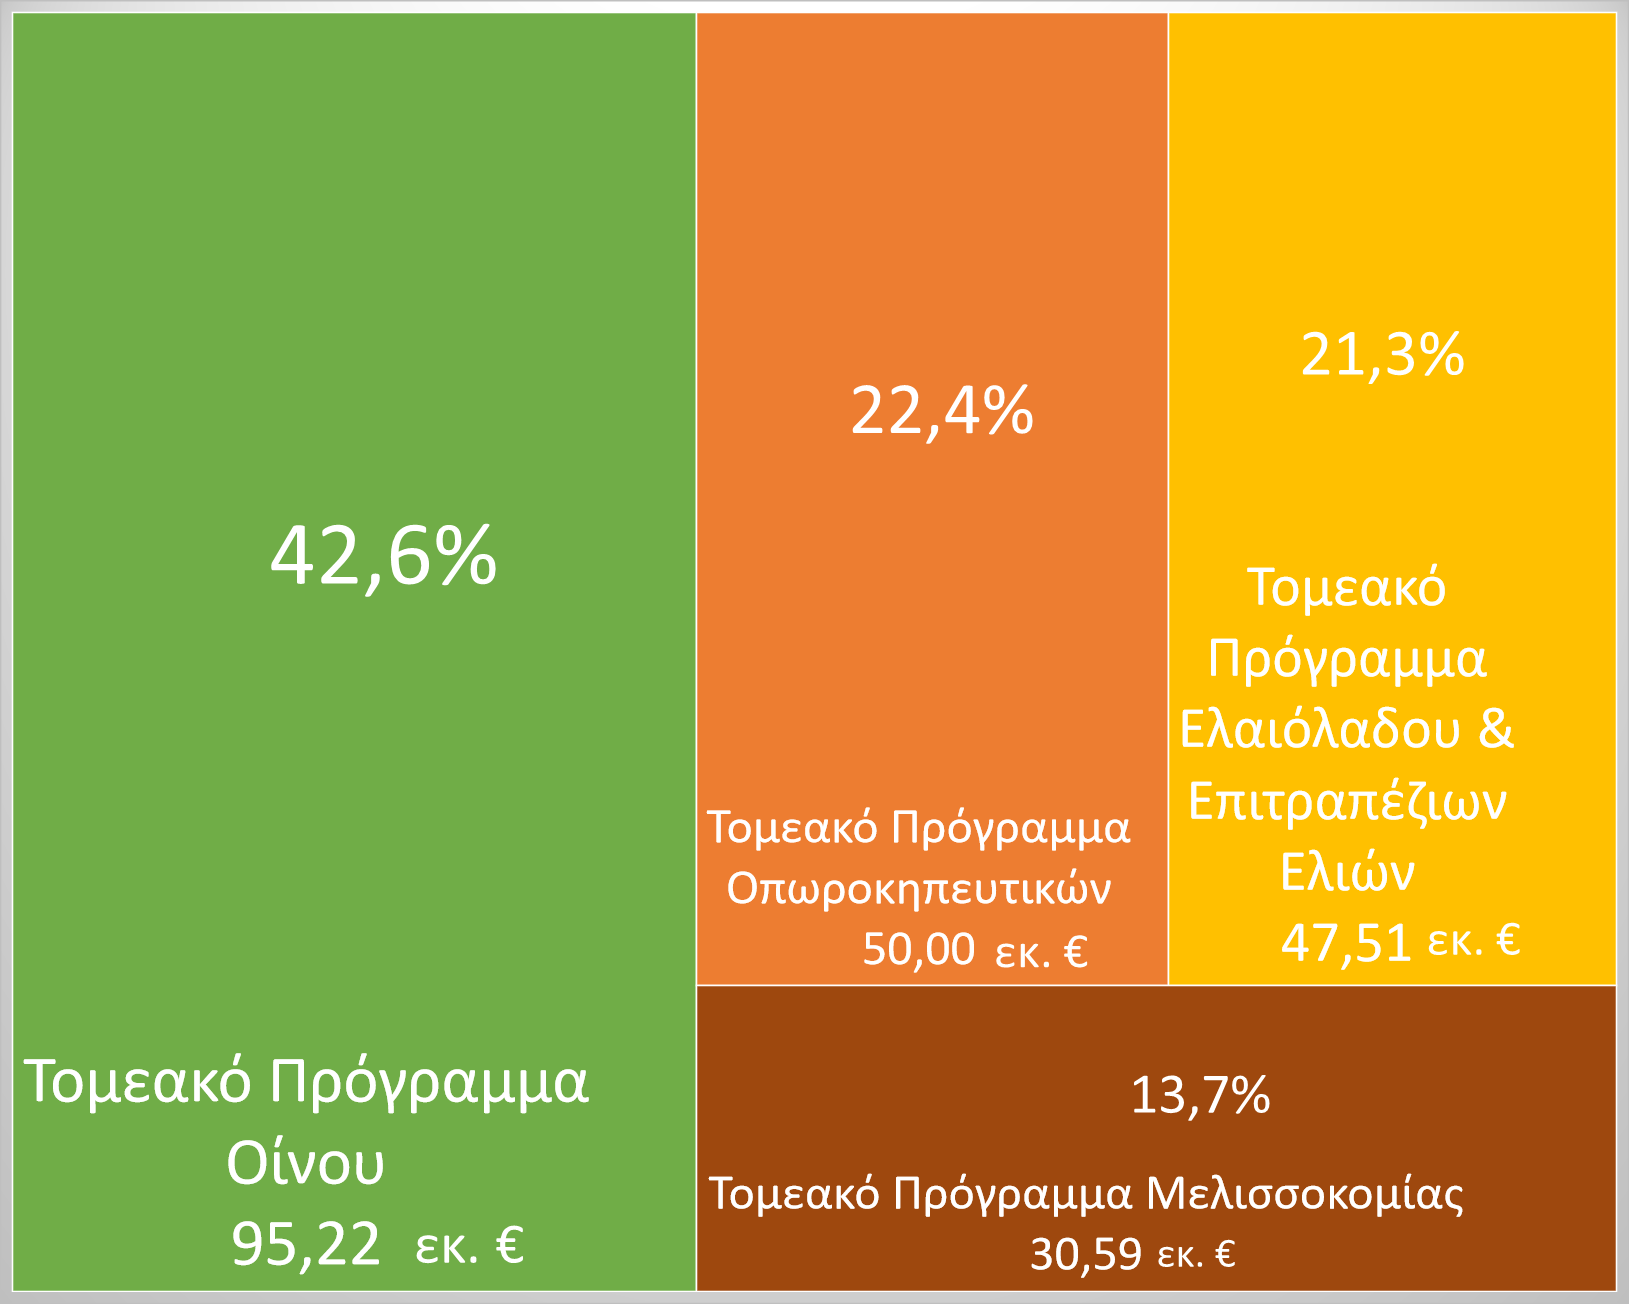 42,6%
Τομεακό Πρόγραμμα
Οίνου
95,22 εκ. €
22,4%
Τομεακό Πρόγραμμα
Οπωροκηπευτικών
50,00 εκ. €
21,3%
Τομεακό
Πρόγραμμα
Ελαιόλαδου &
Επιτραπέζιων
Ελιών
47,51 εκ. €
13,7%
Τομεακό Πρόγραμμα Μελισσοκομίας
30,59 εκ. €